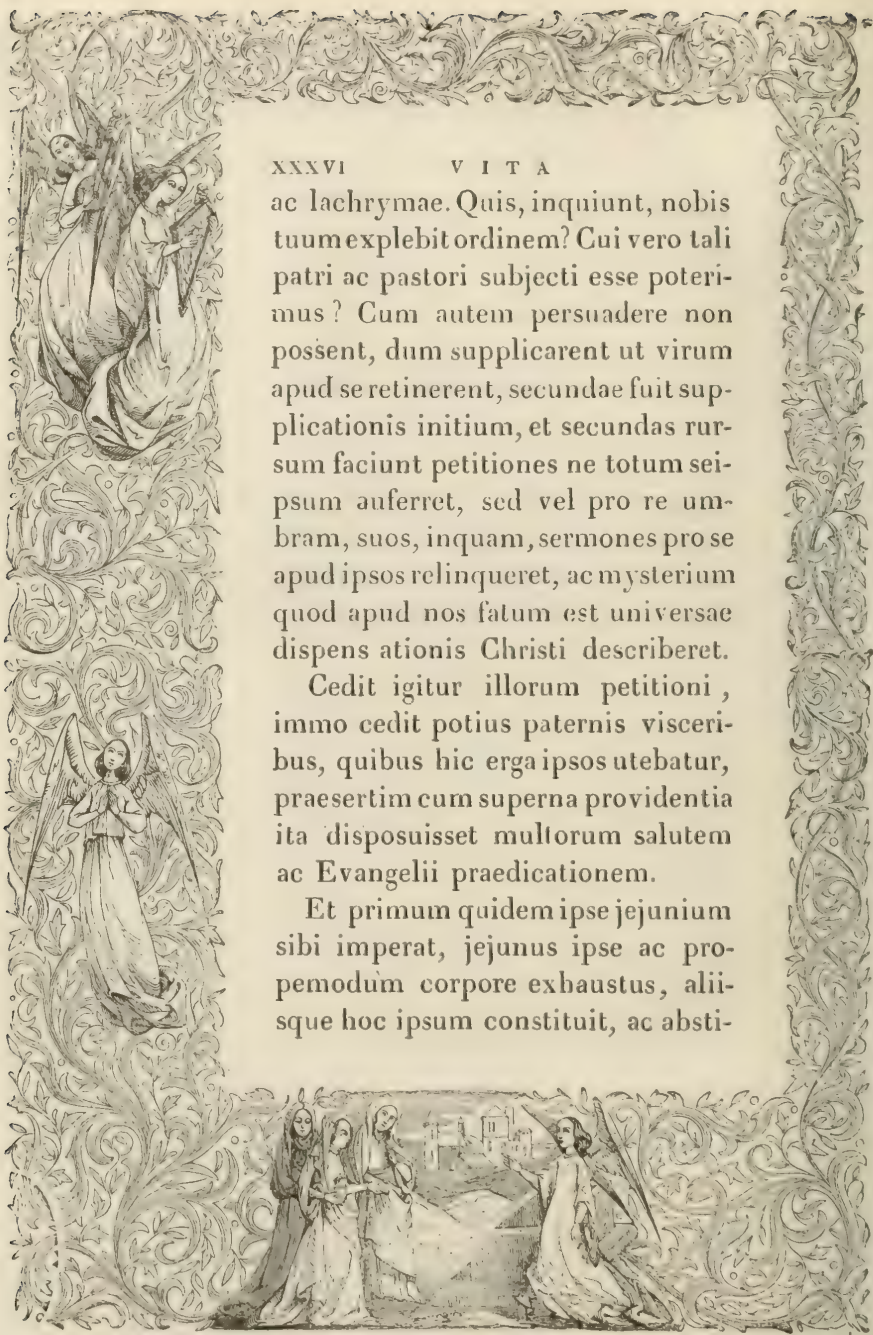 XXXVI VITA
ac lachrymae. Quis, inquiunt, nobis
tuum explebit ordinem? Cui vero tali
patri ac pastori subjecti esse poteri-
mus? Cum autem persuadere non
possent, dum supplicarent ut virum
apud se retinerent, secundae fuit sup-
plicationis initium, et secundas rur-
sum faciunt petitiones ne totum sei-
psum auferret, sed vel pro re um-
bram, suos, inquam, sermones pro se
apud ipsos relinqueret, ac mysterium
quod apud nos fatum est universae
dispens ationis Christi describeret.
Cedit igitur illorum petitioni,
immo cedit potius paternis visceri-
bus, quibus hic erga ipsos utebatur,
praesertim cum superna providentia
ita disposuisset multorum salutem
ac Evangelii praedicationem.
Et primum quidem ipse jejunium
sibi imperat, jejunus ipse ac pro-
pemodum corpore exhaustus, alii-
sque hoc ipsum constituit, ac absti-